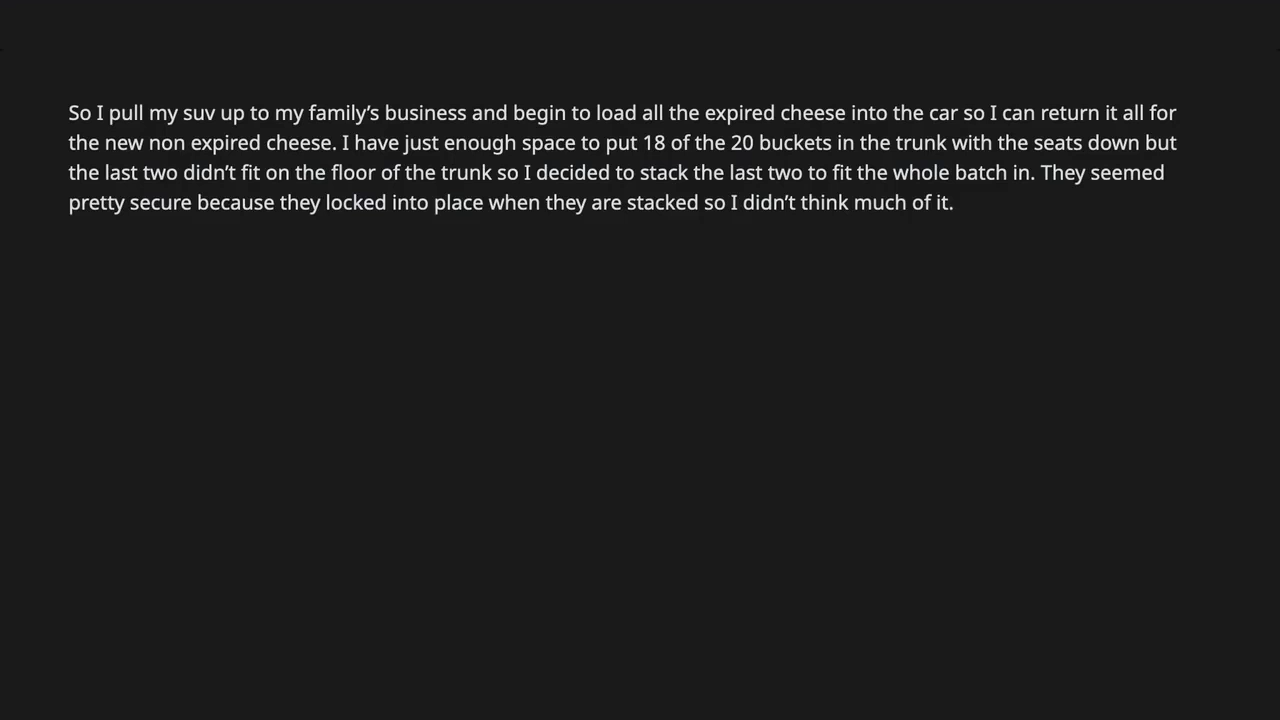 So I pull my suv up to my family’s business and begin to load all the expired cheese into the car so I can return it all for
the new non expired cheese. I have just enough space to put 18 of the 20 buckets in the trunk with the seats down but
the last two didn’t fit on the floor of the trunk so I decided to stack the last two to fit the whole batch in. They seemed
pretty secure because they locked into place when they are stacked so I didn’t think much of it.